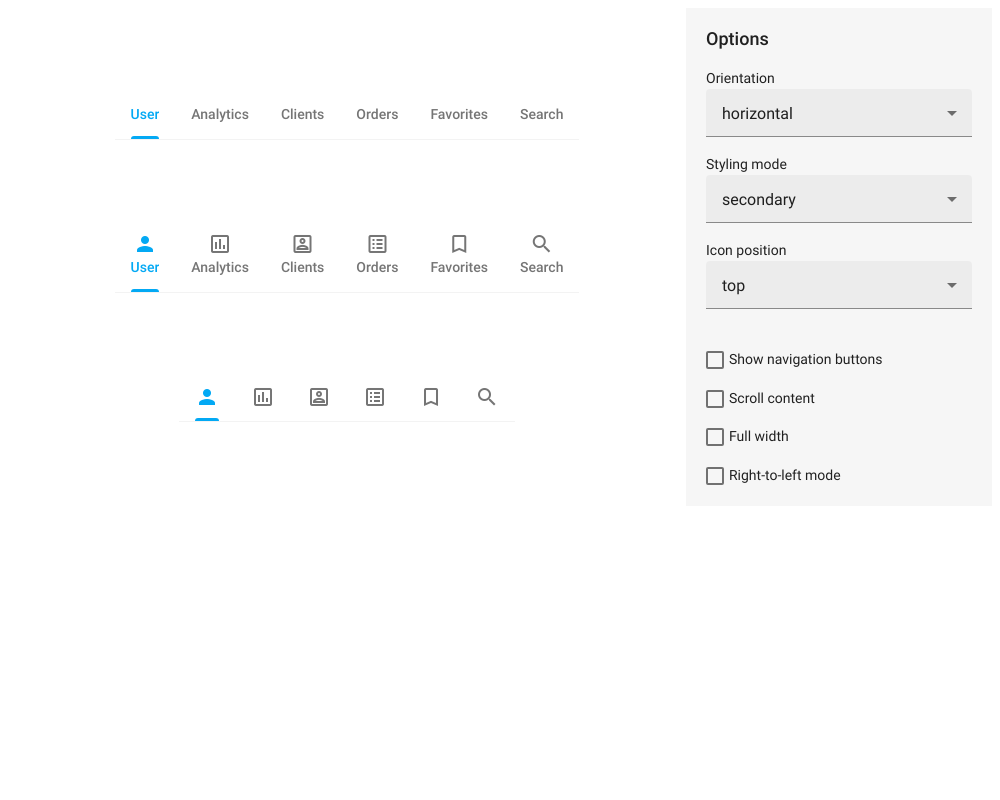 User Analytics Clients Orders Favorites Search
User Analytics Clients Orders Favorites Search
Options
Orientation
horizontal
Styling mode
secondary
Icon position
top
Show navigation buttons
Scroll content
Full width
Right-to-left mode